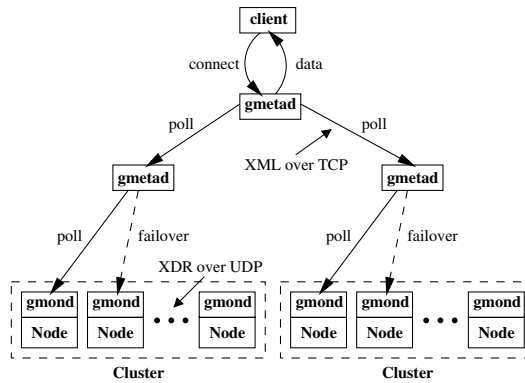 client
connect
data
gmetad
poll
poll
XML over TCP
gmetad
gmetad
poll
failover
poll
failover
XDR over UDP
gmond
gmond
gmond
gmond
gmond
gmond
Node
Node
• • •
Node
Node
Node
• • •
Node
Cluster
Cluster